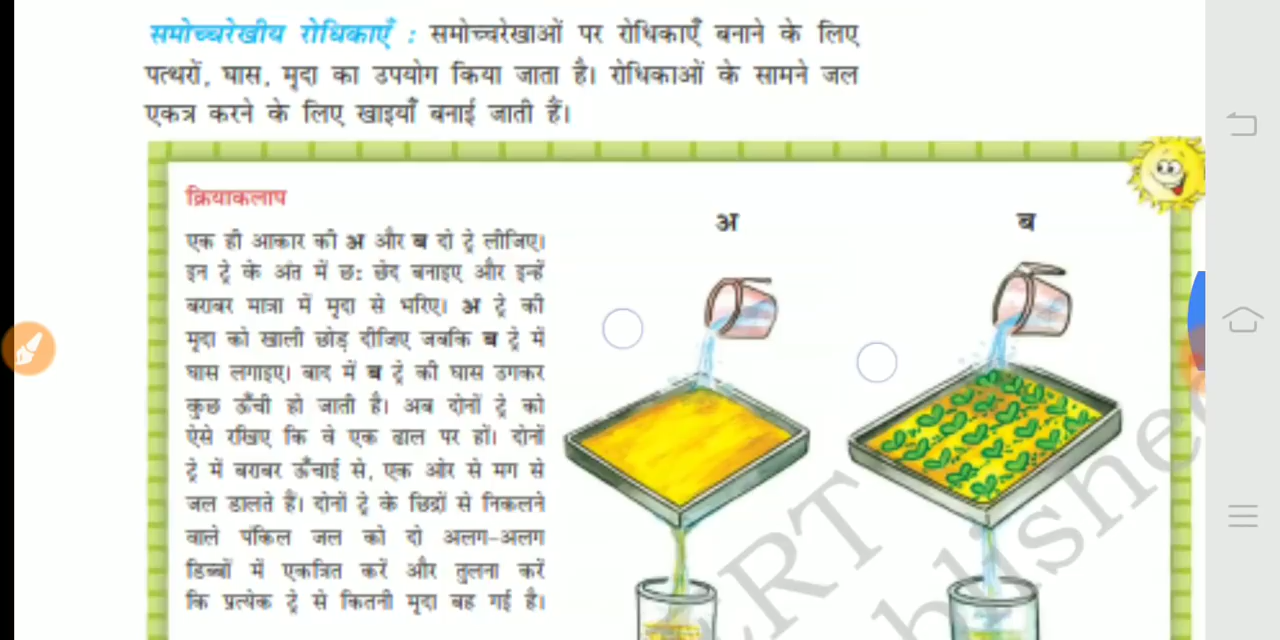 समोच्चरेखीय रोधिकाएँ : समोच्चरेखाओं पर रोधिकाएँ बनाने के लिए
पत्थरों, घास, मृदा का उपयोग किया जाता है। रोधिकाओं के सामने जल
एकत्र करने के लिए खाइयाँ बनाई जाती हैं।
क्रियाकलाप
एक ही आकार की अ और ब दो ट्रे लीजिए।
इन ट्रे के अंत में छः छेद बनाइए और इन्हें
बराबर मात्रा में मृदा से भरिए। अ ट्रे की
मृदा को खाली छोड़ दीजिए जबकि ब ट्रे में
घास लगाइए। बाद में ब ट्रे की घास उगकर
कुछ ऊँची हो जाती है। अब दोनों ट्रे को
ऐसे रखिए कि वे एक ढाल पर हों। दोनों
ट्रे में बराबर ऊँचाई से, एक ओर से मग से
जल डालते हैं। दोनों ट्रे के छिद्रों से निकलने
वाले पंकिल जल को दो अलग-अलग
डिब्बों में एकत्रित करें और तुलना करें
कि प्रत्येक ट्रे से कितनी मृदा बह गई है।
अ
ब